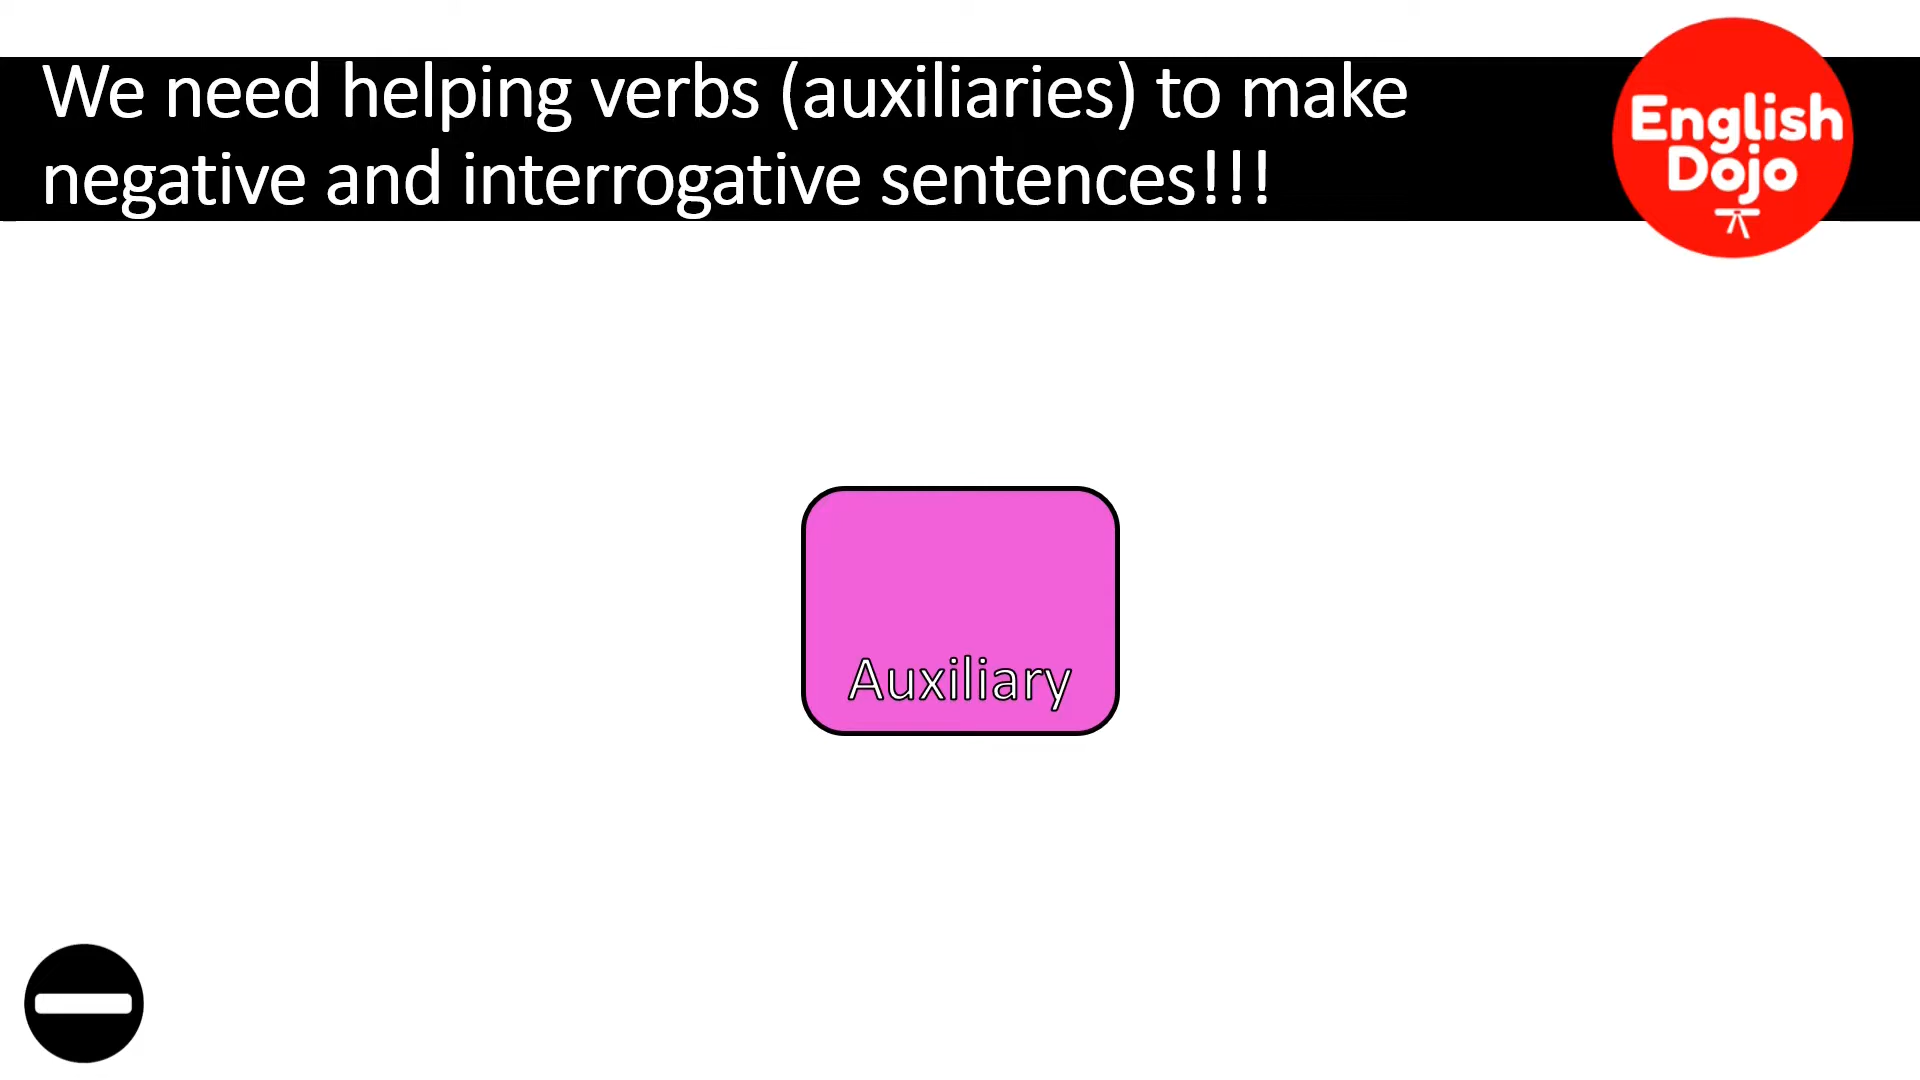 We need helping verbs (auxiliaries) to make
negative and interrogative sentences!!!
English
Dojo
Auxiliary